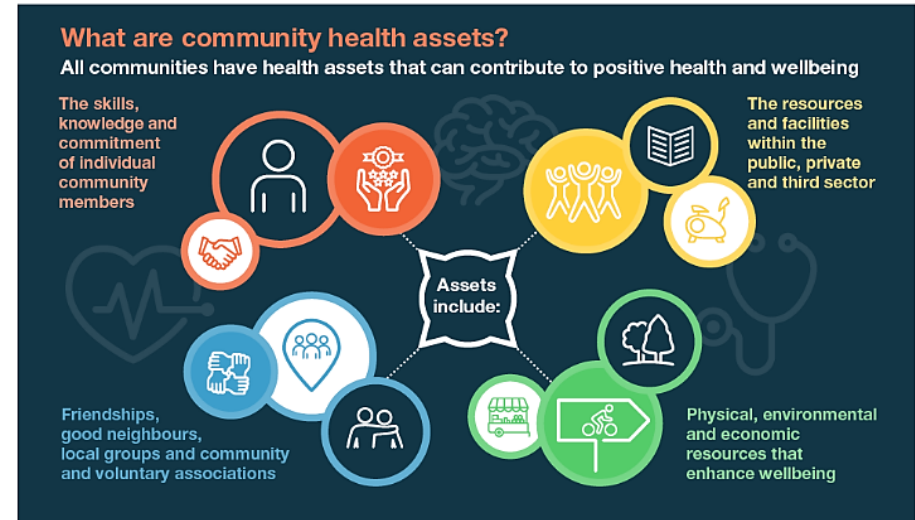 What are community health assets?
All communities have health assets that can contribute to positive health and wellbeing
The skills,
knowledge and
commitment
of individual
community
members
The resources
and facilities
within the
public, private
and third sector
Assets
include:
Friendships,
good neighbours,
local groups and community
and voluntary associations
Physical, environmental
and economic
resources that
enhance wellbeing